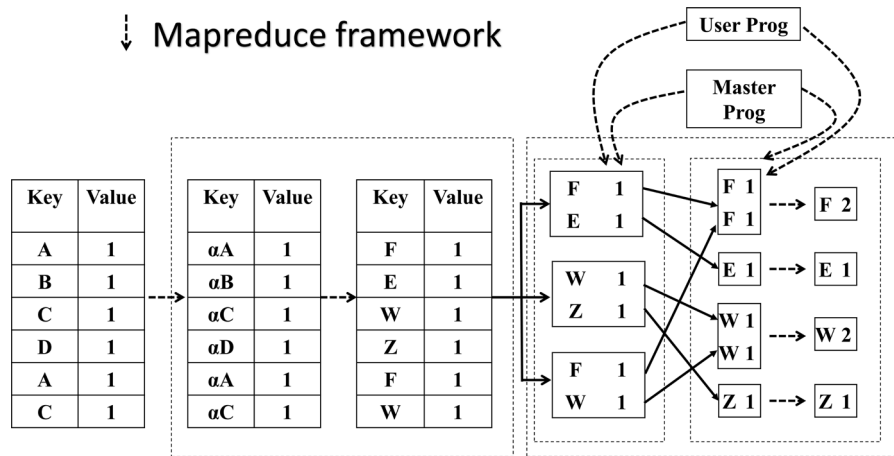 Mapreduce framework
User Prog
Master
Prog
Key Value
A 1
B 1
C 1
D 1
A 1
C 1
Key Value
αA 1
αB 1
αC 1
αD 1
αA 1
αC 1
Key Value
F 1
E 1
W 1
Z 1
F 1
W 1
F 1
E 1
W 1
Z 1
F 1
W 1
F 1
F 1
E 1
W 1
W 1
Z 1
F 2
E 1
W 2
Z 1